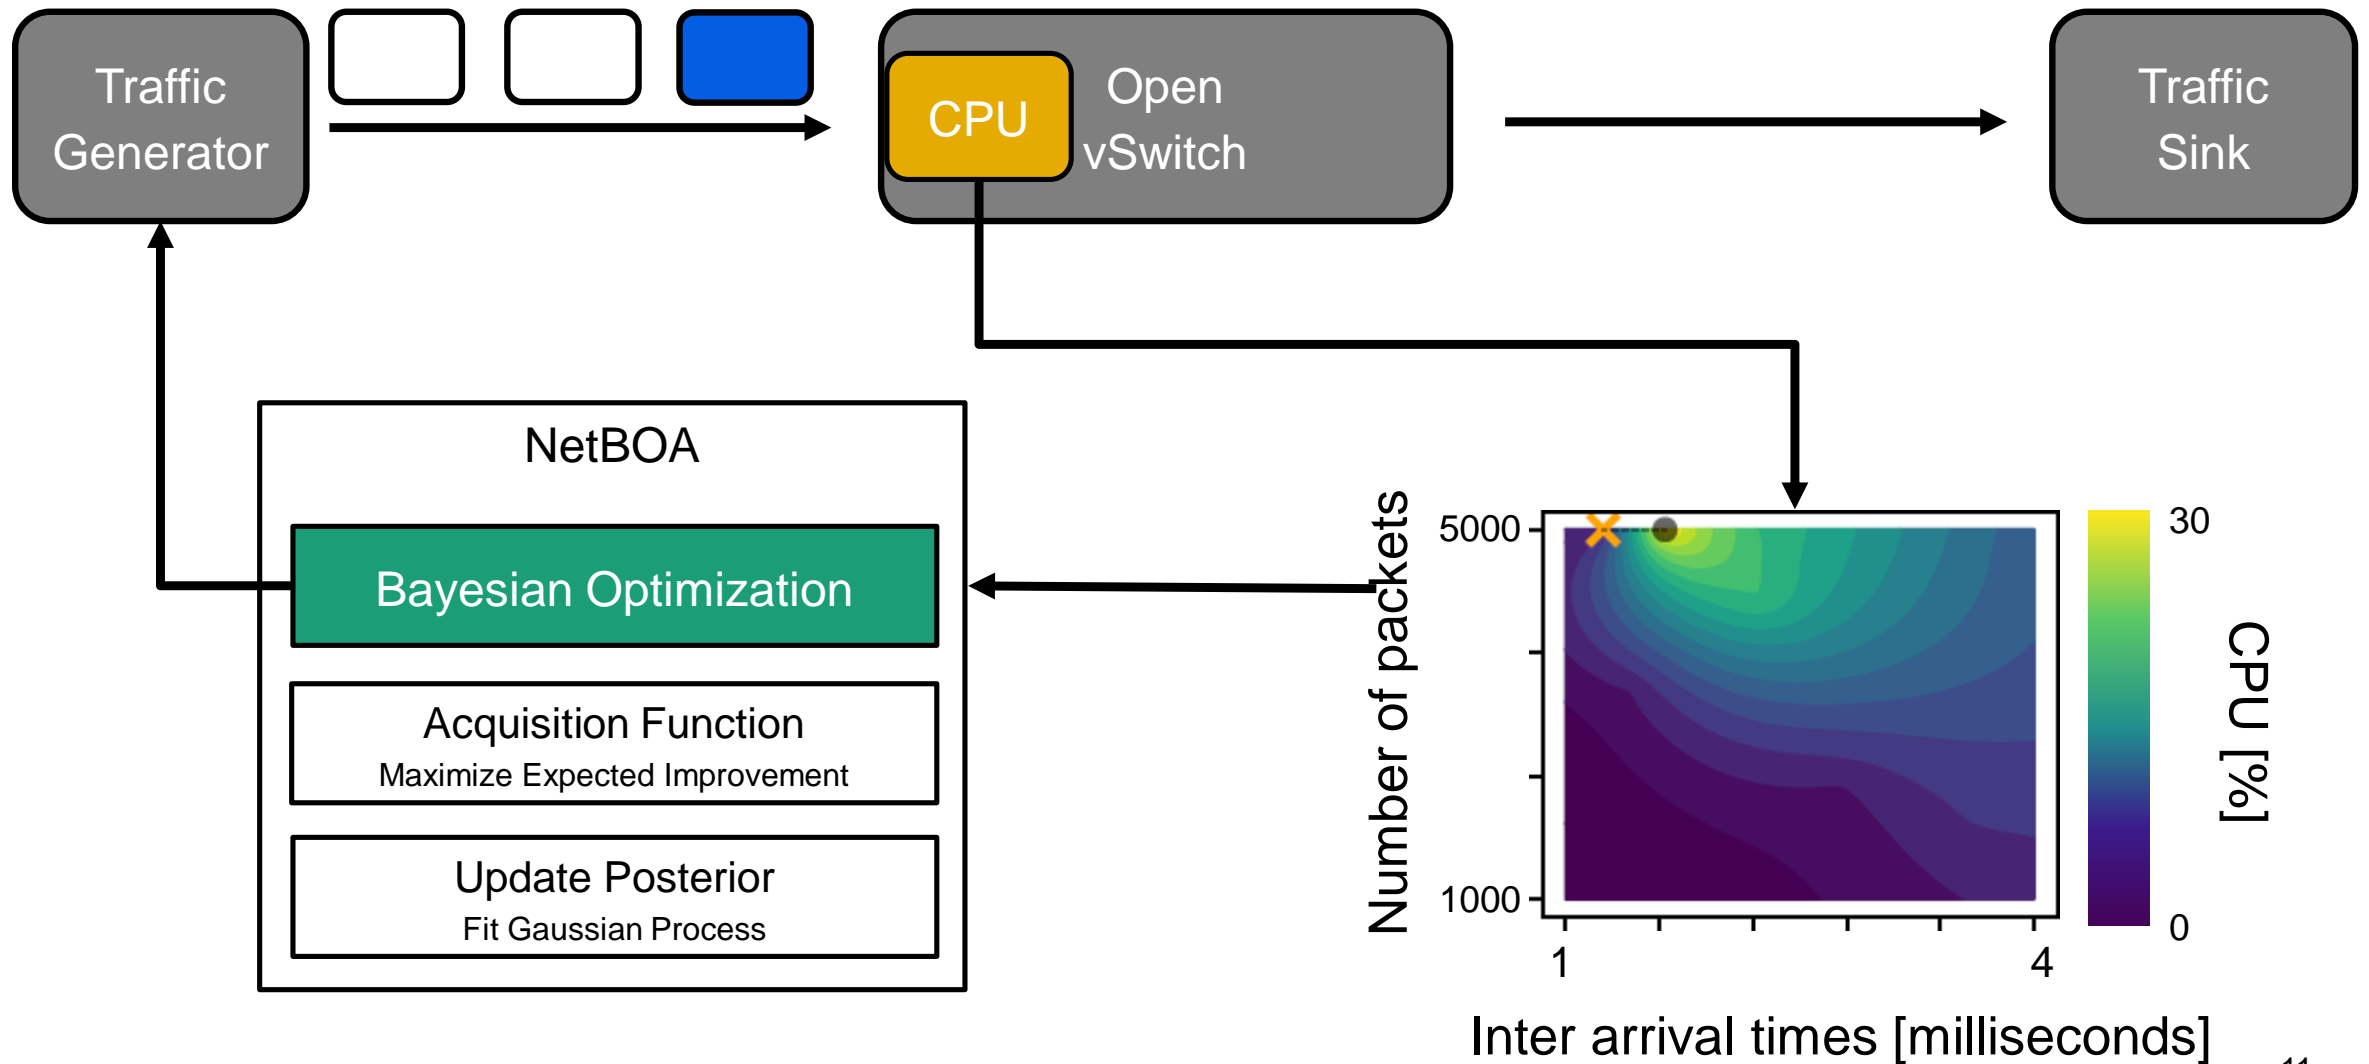 Traffic
Generator
CPU
Open
vSwitch
Traffic
Sink
NetBOA
Bayesian Optimization
Acquisition Function
Maximize Expected Improvement
Update Posterior
Fit Gaussian Process
Number of packets
5000
1000
1
4
Inter arrival times [milliseconds]
30
0
CPU [%]
11